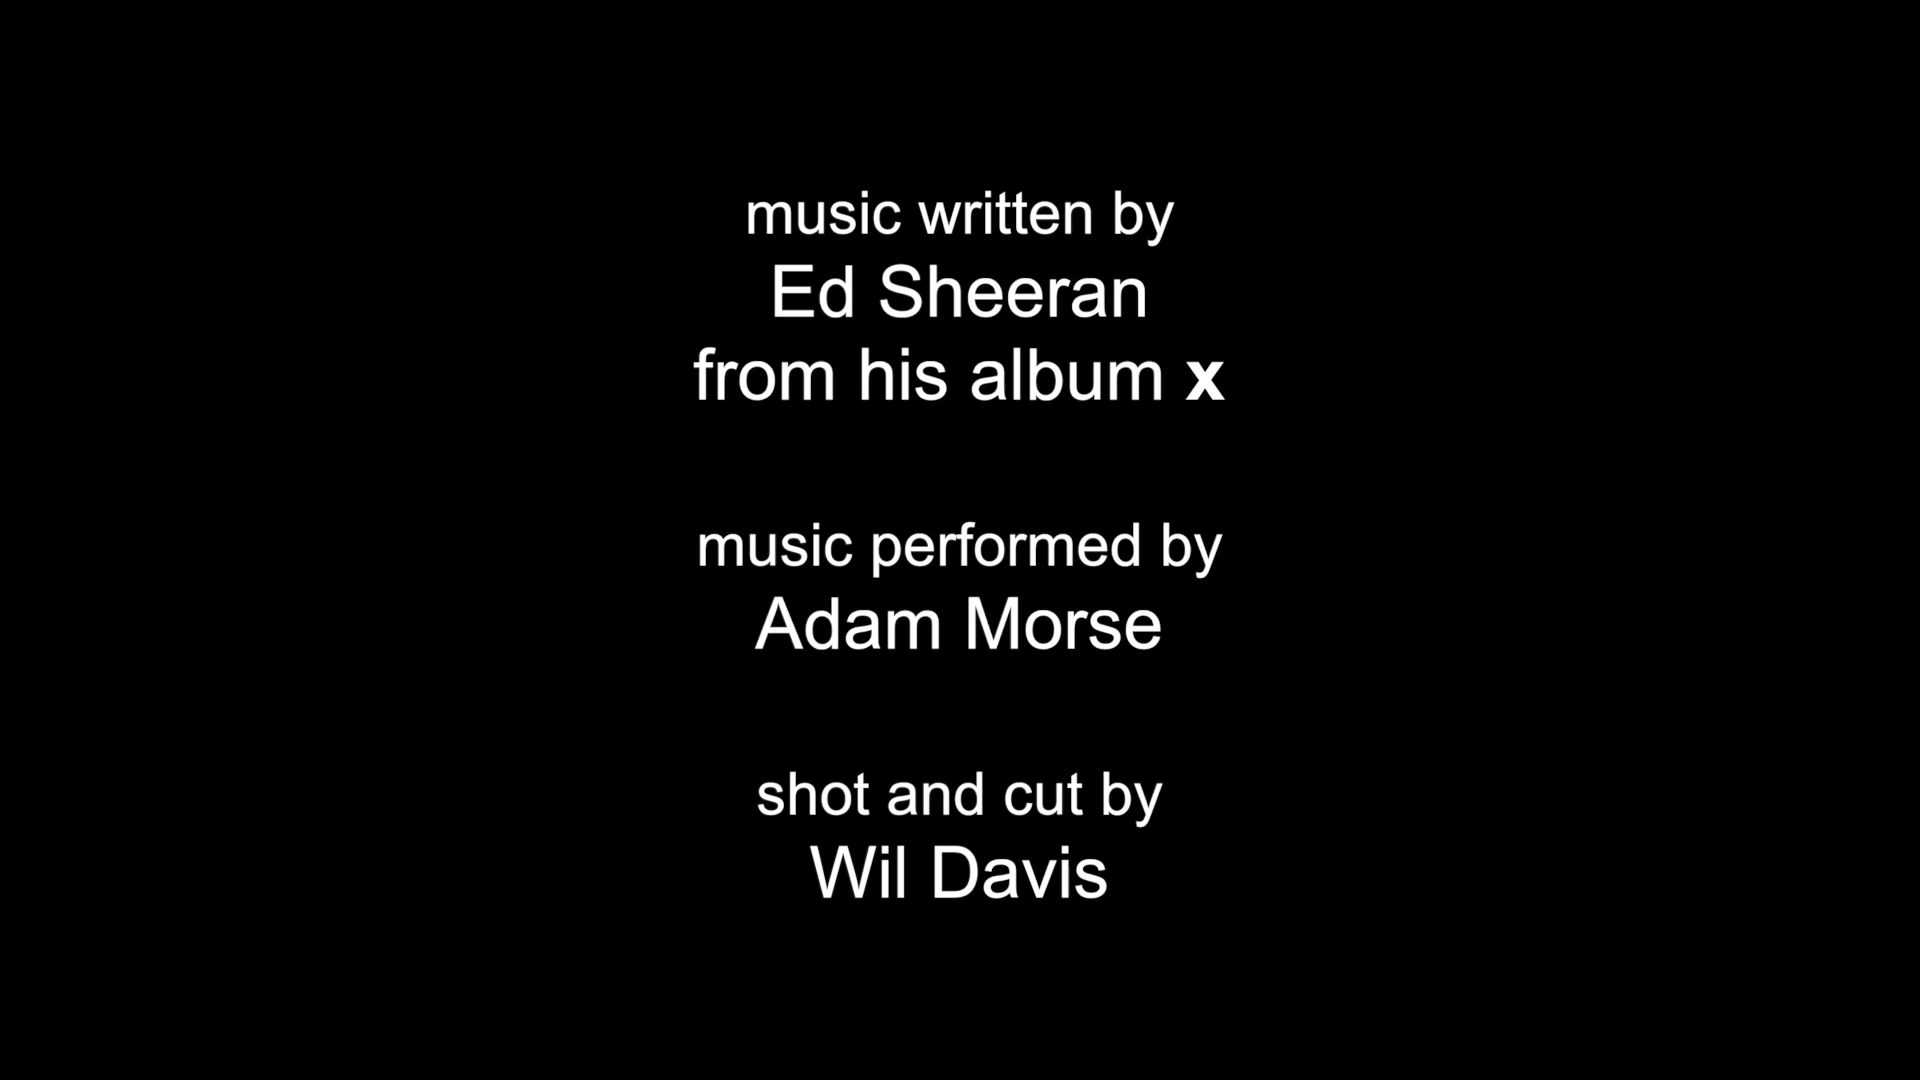 music written by
Ed Sheeran
from his album x
music performed by
Adam Morse
shot and cut by
Wil Davis